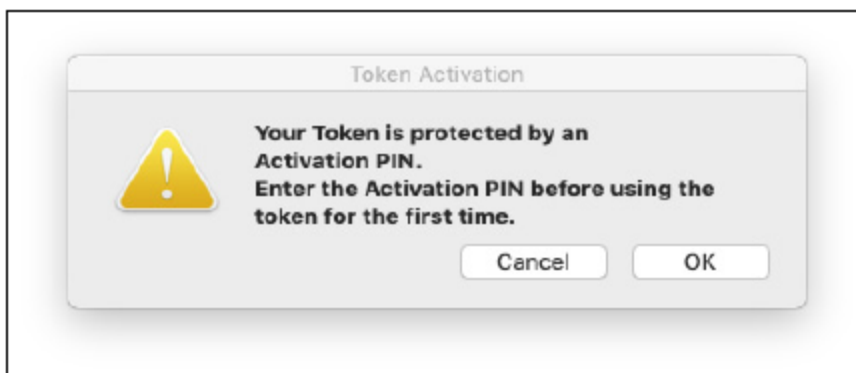 Token Activation
Your Token is protected by an
Activation PIN.
Enter the Activation PIN before using the
token for the first time.
Cancel OK